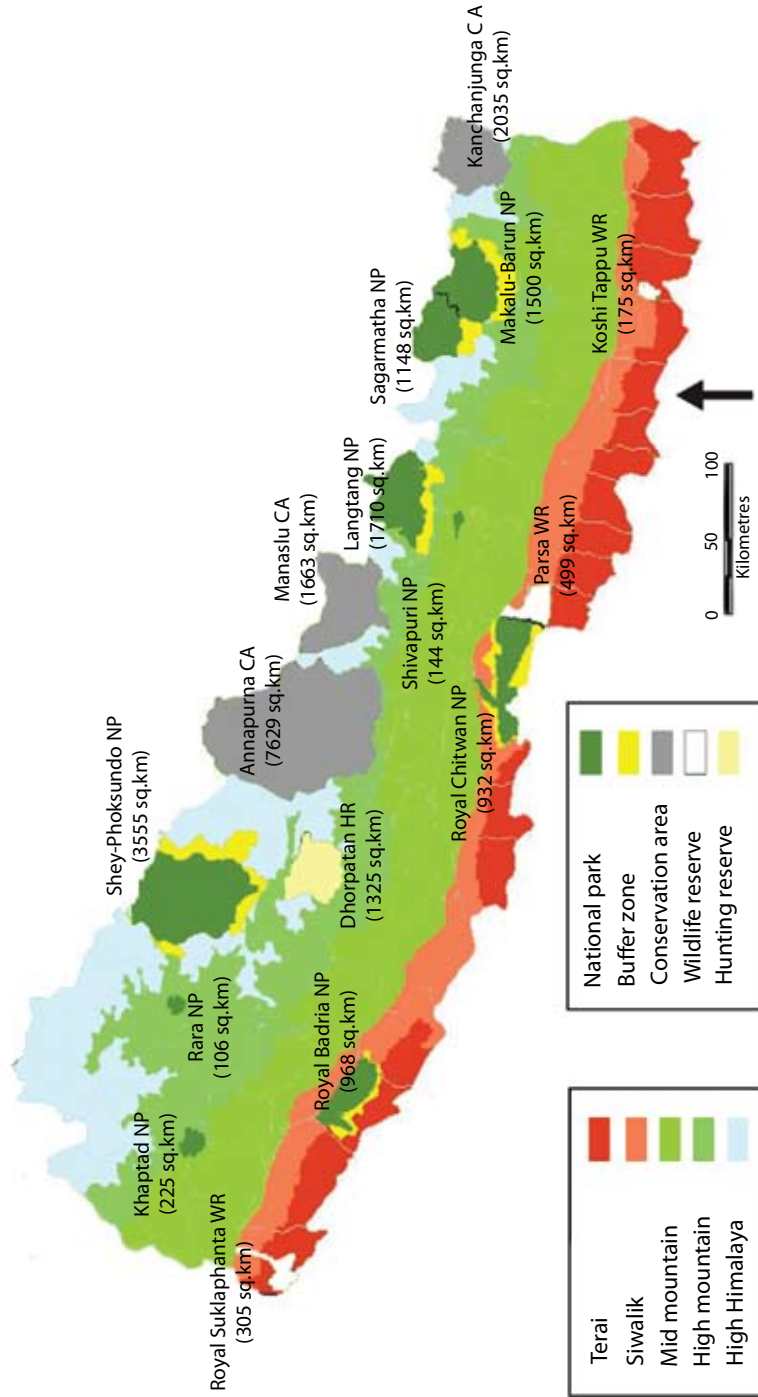 Shey-Phoksundo NP
(3555 sq.km)
Annapurna CA
(7629 sq.km)
Manaslu CA
(1663 sq.km)
Langtang NP
(1710 sq.km)
Sagarmatha NP
(1148 sq.km)
Kanchanjunga C A
(2035 sq.km)
Khaptad NP
(225 sq.km)
Rara NP
(106 sq.km)
Dhorpatan HR
(1325 sq.km)
Shivapuri NP
(144 sq.km)
Makalu-Barun NP
(1500 sq.km)
Royal Suklaphanta WR
(305 sq.km)
Royal Badria NP
(968 sq.km)
Royal Chitwan NP
(932 sq.km)
Parsa WR
(499 sq.km)
Koshi Tappu WR
(175 sq.km)
Terai
Siwalik
Mid mountain
High mountain
High Himalaya
National park
Buffer zone
Conservation area
Wildlife reserve
Hunting reserve
0 50 100
Kilometres